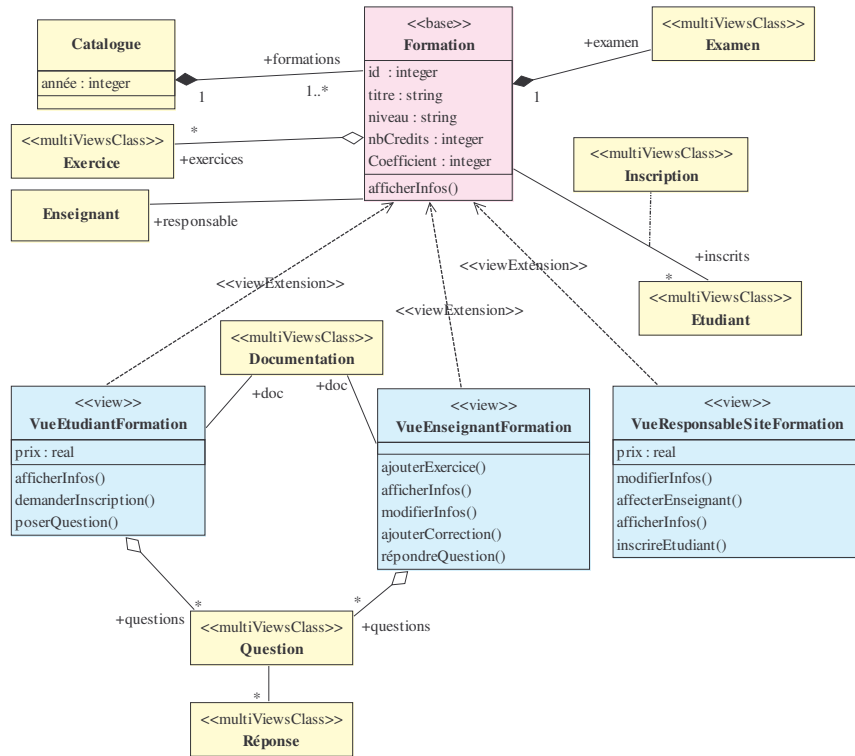 Catalogue
année : integer
1
+formations
1..*
<<base>>
Formation
id : integer
titre : string
niveau : string
nbCredits : integer
Coefficient : integer
afficherInfos()
+examen
1
<<multiViewsClass>>
Examen
<<multiViewsClass>>
Exercice
*
+exercices
<<multiViewsClass>>
Inscription
Enseignant
+responsable
+inscrits
*
<<multiViewsClass>>
Etudiant
<<viewExtension>>
<<viewExtension>>
<<viewExtension>>
<<multiViewsClass>>
Documentation
+doc
+doc
<<view>>
VueEtudiantFormation
prix : real
afficherInfos()
demanderInscription()
poserQuestion()
<<view>>
VueEnseignantFormation
ajouterExercice()
afficherInfos()
modifierInfos()
ajouterCorrection()
répondreQuestion()
<<view>>
VueResponsableSiteFormation
prix : real
modifierInfos()
affecterEnseignant()
afficherInfos()
inscrireEtudiant()
*
+questions
*
+questions
<<multiViewsClass>>
Question
*
<<multiViewsClass>>
Réponse